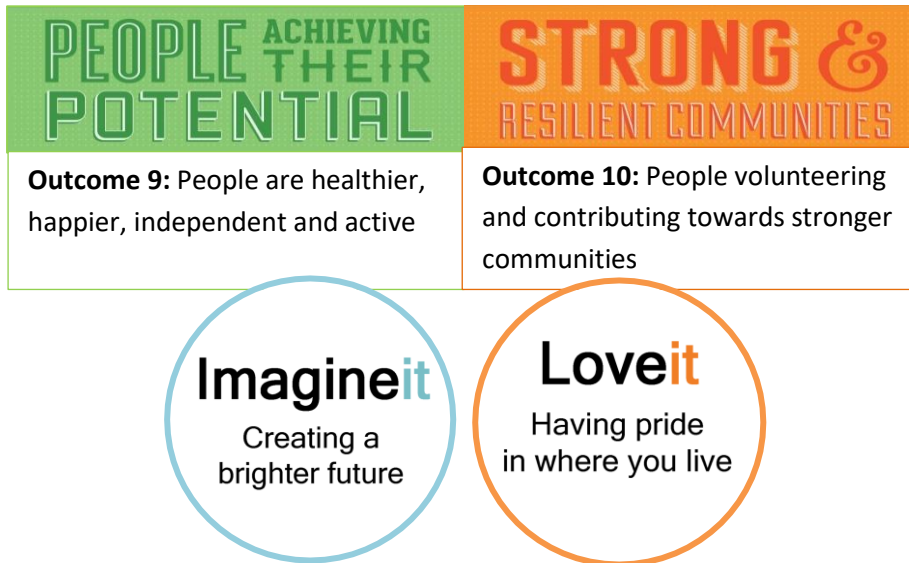 PEOPLE ACHIEVING THEIR
POTENTIAL
STRONG &
RESILIENT COMMUNITIES
Outcome 9: People are healthier,
happier, independent and active
Outcome 10: People volunteering
and contributing towards stronger
communities
Imagineit
Creating a
brighter future
Loveit
Having pride
in where you live